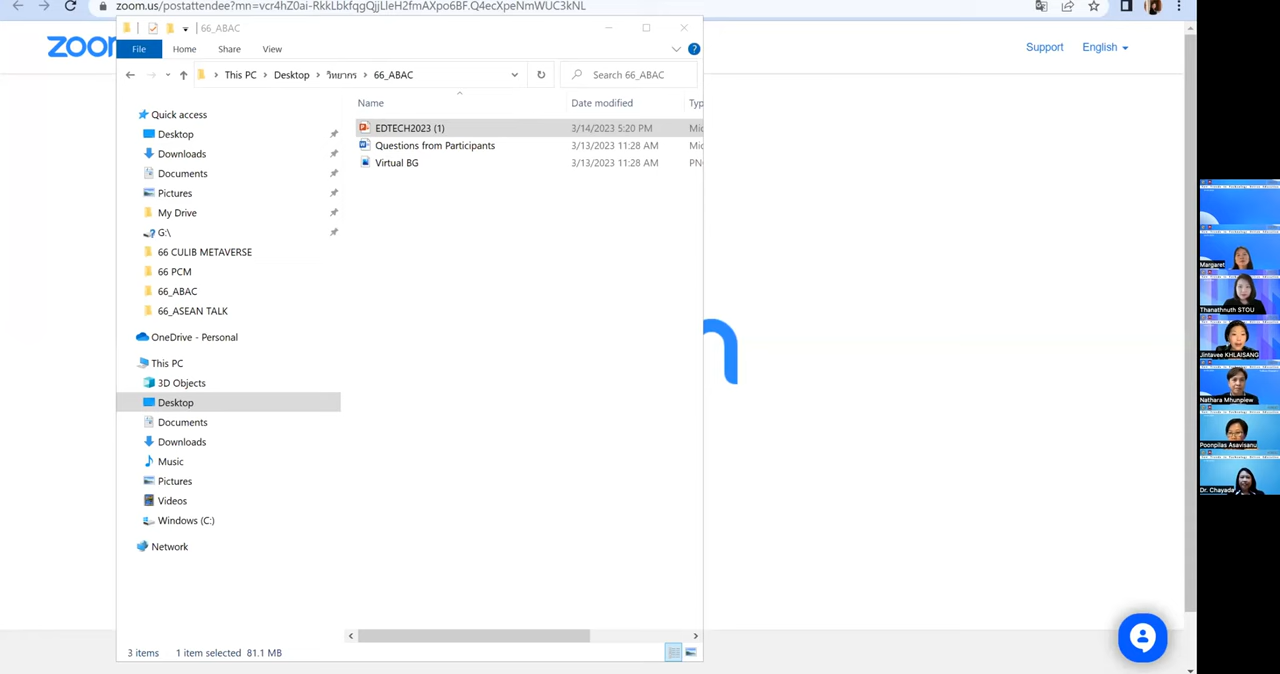 zoom.us/postattendee?mn=vcr4hZ0ai-RkkLbkfqgQjjLleH2fmAXpo6BF.Q4ecXpeNmWUC3kNL
66_ABAC
zoom
Support
English
File
Home
Share
View
This PC
Desktop
วิทยากร
66_ABAC
Search 66_ABAC
Name
Date modified
Typ
Quick access
Desktop
Downloads
Documents
Pictures
My Drive
G:\
66 CULIB METAVERSE
66 PCM
66_ABAC
66_ASEAN TALK
OneDrive - Personal
This PC
3D Objects
Desktop
Documents
Downloads
Music
Pictures
Videos
Windows (C:)
Network
EDTECH2023 (1) 3/14/2023 5:20 PM Mic
Questions from Participants 3/13/2023 11:28 AM Mic
Virtual BG 3/13/2023 11:28 AM PN
3 items 1 item selected 81.1 MB
Margaret
Thanathnuth STOU
Jintavee KHLAISANG
Nathara Mhunpiew
Poonpilas Asavisanu
Dr. Chayada